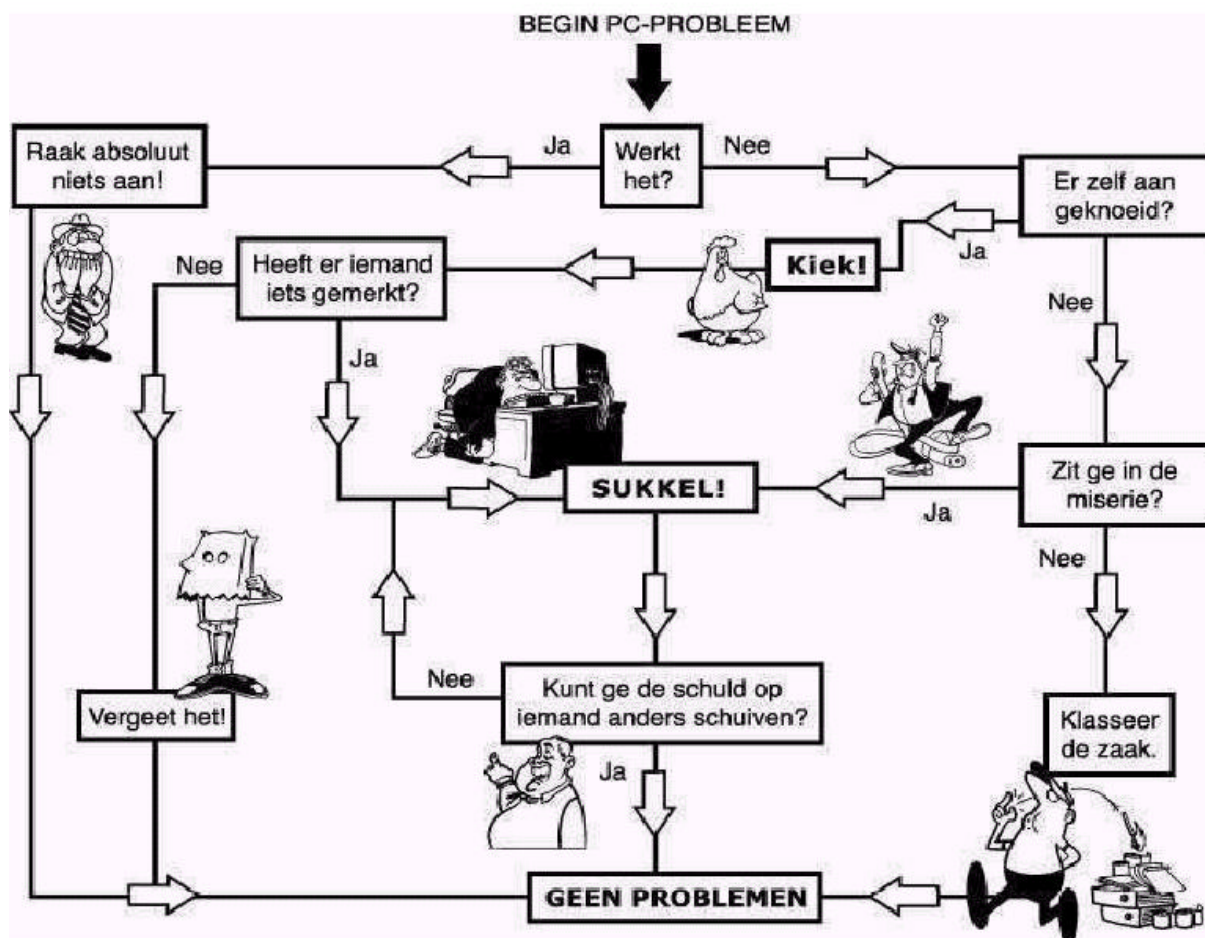 BEGIN PC-PROBLEEM
Raak absoluut
niets aan!
Ja
Werkt
het?
Nee
Er zelf aan
geknoeid?
Ja
Kiek!
Nee
Heeft er iemand
iets gemerkt?
Nee
Ja
SUKKEL!
Ja
Zit ge in de
miserie?
Nee
Nee
Kunt ge de schuld op
iemand anders schuiven?
Vergeet het!
Klasseer
de zaak.
Ja
GEEN PROBLEMEN